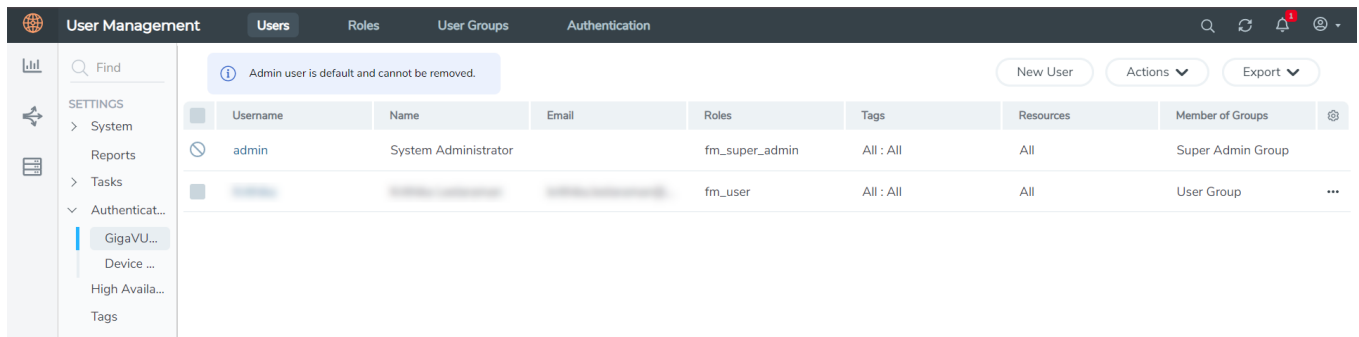 User Management Users Roles User Groups Authentication 1
Find
Admin user is default and cannot be removed.
New User Actions Export
SETTINGS
System
Reports
Tasks
Authenticat...
GigaVU...
Device ...
High Availa...
Tags
Username Name Email Roles Tags Resources Member of Groups
admin System Administrator fm_super_admin All : All All Super Admin Group
fm_user All : All All User Group